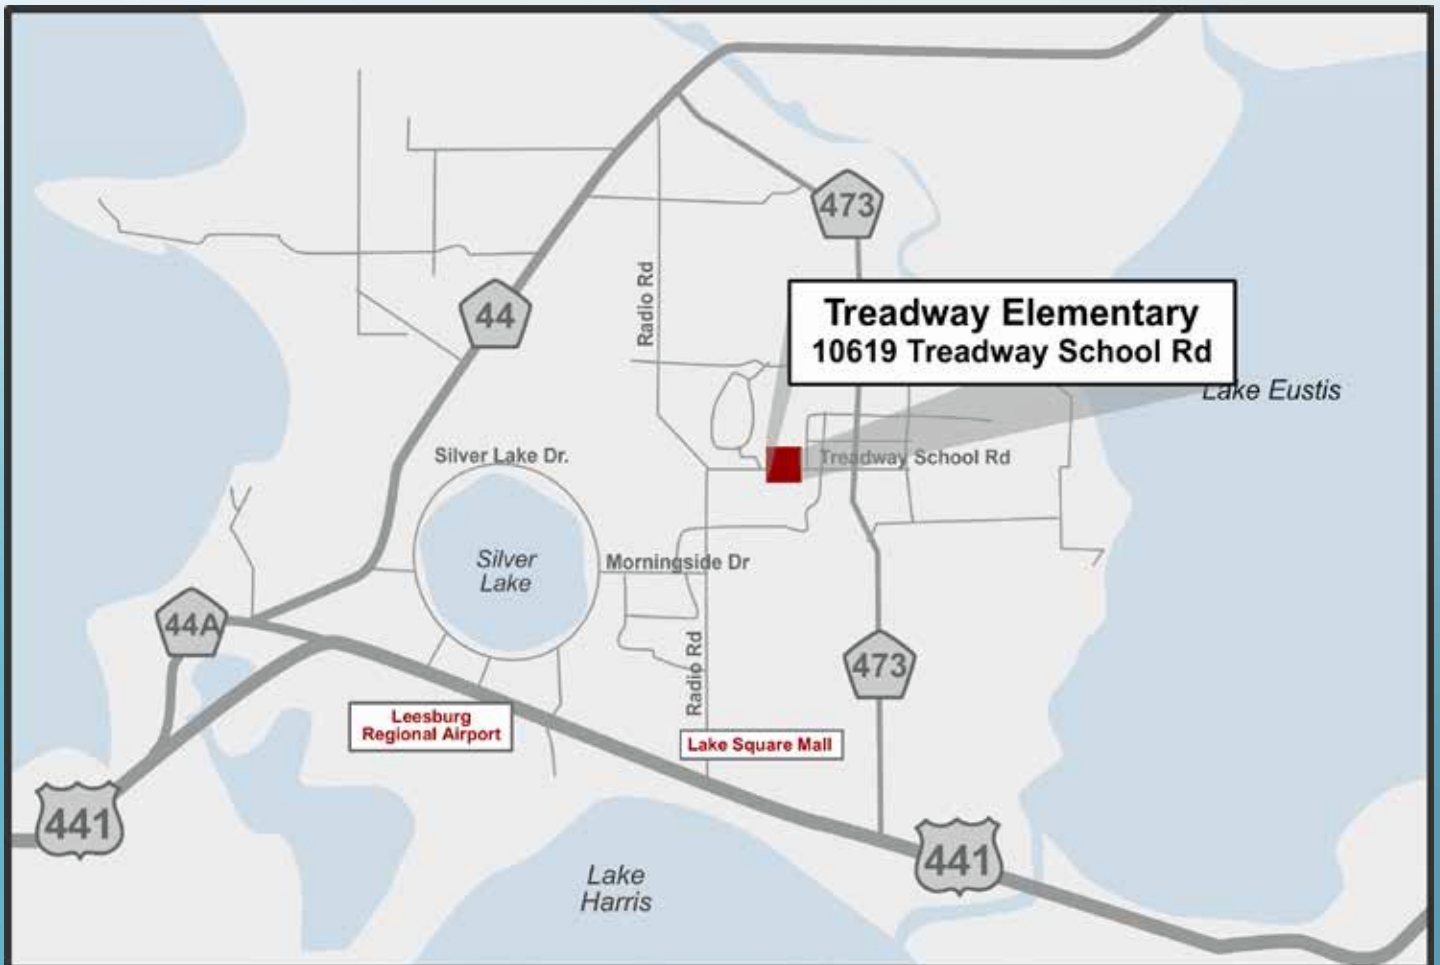 473
Radio Rd
44
Treadway Elementary
10619 Treadway School Rd
Lake Eustis
Silver Lake Dr.
Treadway School Rd
Silver
Lake
Morningside Dr
44A
Radio Rd
473
Leesburg
Regional Airport
Lake Square Mall
441
441
Lake
Harris